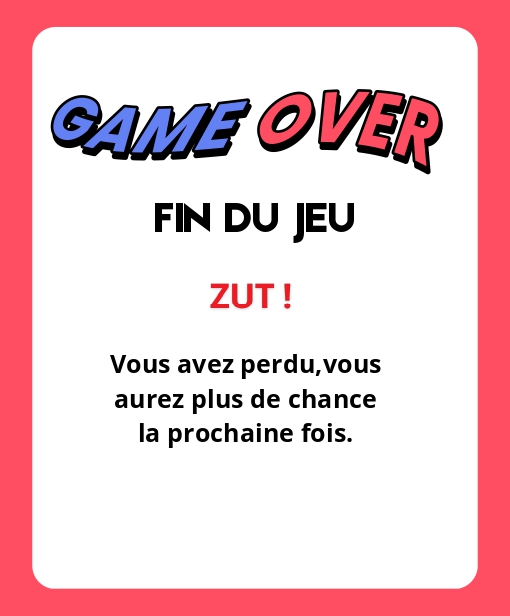 GAME OVER
FIN DU JEU
ZUT !
Vous avez perdu,vous
aurez plus de chance
la prochaine fois.